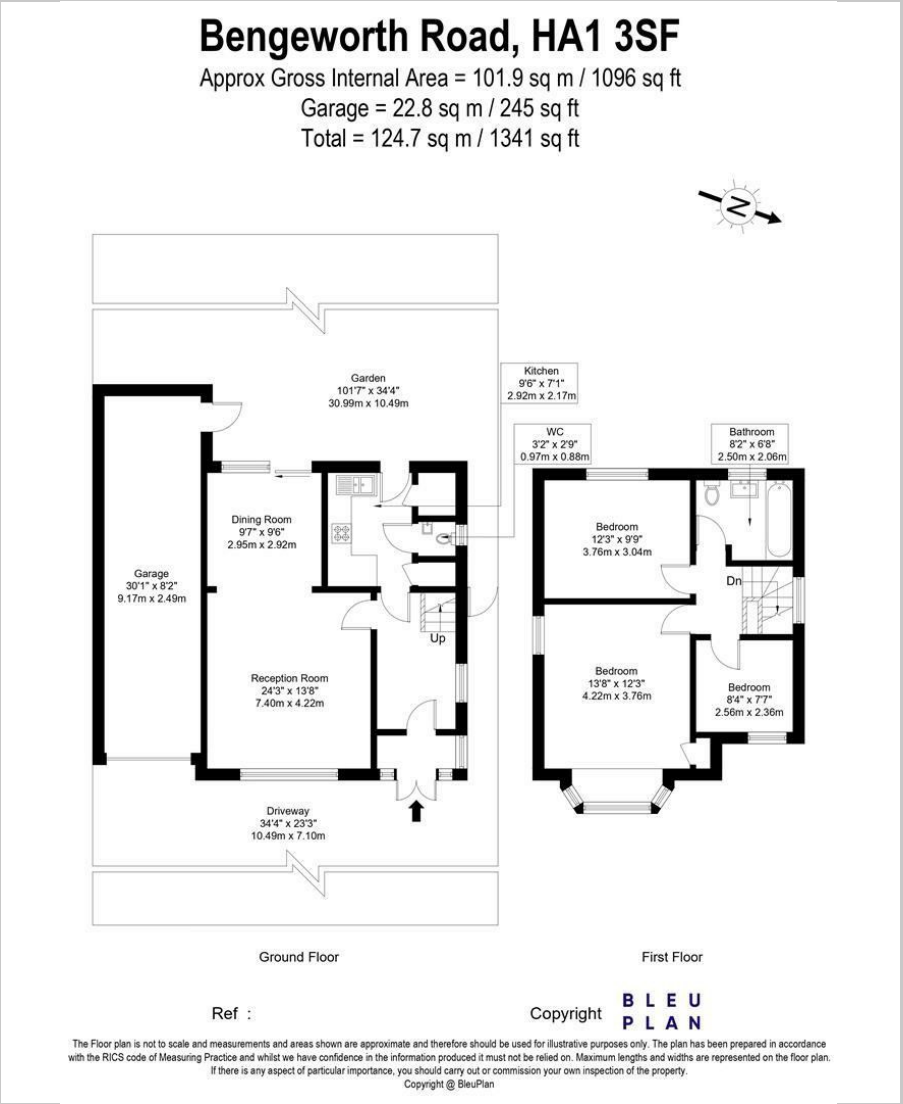 Bengeworth Road, HA1 3SF
Approx Gross Internal Area = 101.9 sq m / 1096 sq ft
Garage = 22.8 sq m / 245 sq ft
Total = 124.7 sq m / 1341 sq ft
N
Garden
101'7" x 34'4"
30.99m x 10.49m
Kitchen
9'6" x 7'1"
2.92m x 2.17m
WC
3'2" x 2'9"
0.97m x 0.88m
Bathroom
8'2" x 6'8"
2.50m x 2.06m
Dining Room
9'7" x 9'6"
2.95m x 2.92m
Bedroom
12'3" x 9'9"
3.76m x 3.04m
Garage
30'1" x 8'2"
9.17m x 2.49m
Dn
Up
Reception Room
24'3" x 13'8"
7.40m x 4.22m
Bedroom
13'8" x 12'3"
4.22m x 3.76m
Bedroom
8'4" x 7'7"
2.56m x 2.36m
Driveway
34'4" x 23'3"
10.49m x 7.10m
Ground Floor
First Floor
Ref :
Copyright
BLEU
PLAN
The Floor plan is not to scale and measurements and areas shown are approximate and therefore should be used for illustrative purposes only. The plan has been prepared in accordance
with the RICS code of Measuring Practice and whilst we have confidence in the information produced it must not be relied on. Maximum lengths and widths are represented on the floor plan.
If there is any aspect of particular importance, you should carry out or commission your own inspection of the property.
Copyright @ BleuPlan